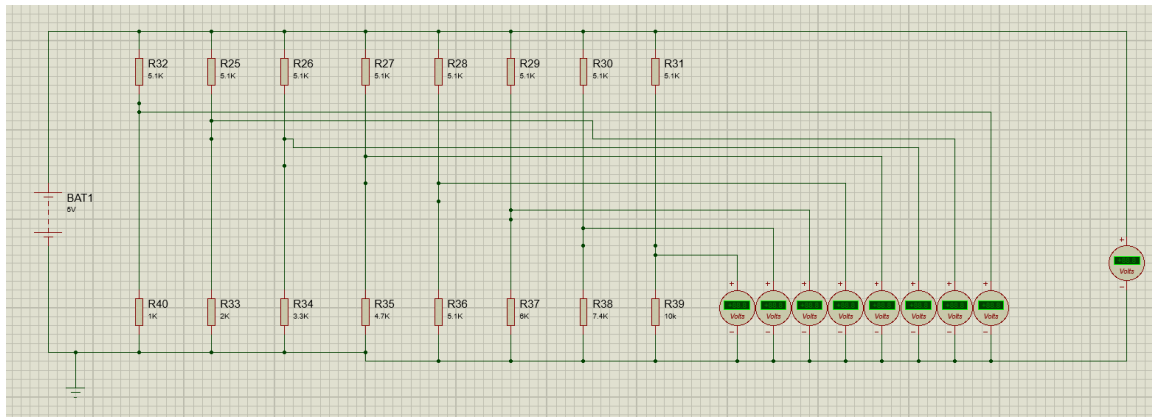 R32
5.1K
R25
5.1K
R26
5.1K
R27
5.1K
R28
5.1K
R29
5.1K
R30
5.1K
R31
5.1K
BAT1
5V
R40
1K
R33
2K
R34
3.3K
R35
4.7K
R36
5.1K
R37
6K
R38
7.4K
R39
10k
+
+
+
+
+
+
+
+
Volts
Volts
Volts
Volts
Volts
Volts
Volts
Volts
+
Volts